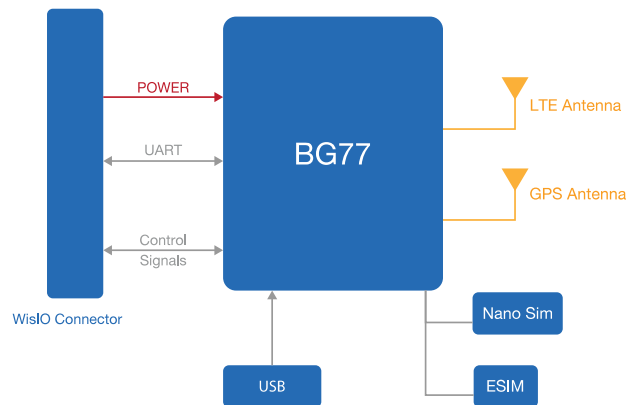 POWER
UART
Control
Signals
WisIO Connector
BG77
LTE Antenna
GPS Antenna
Nano Sim
USB
ESIM